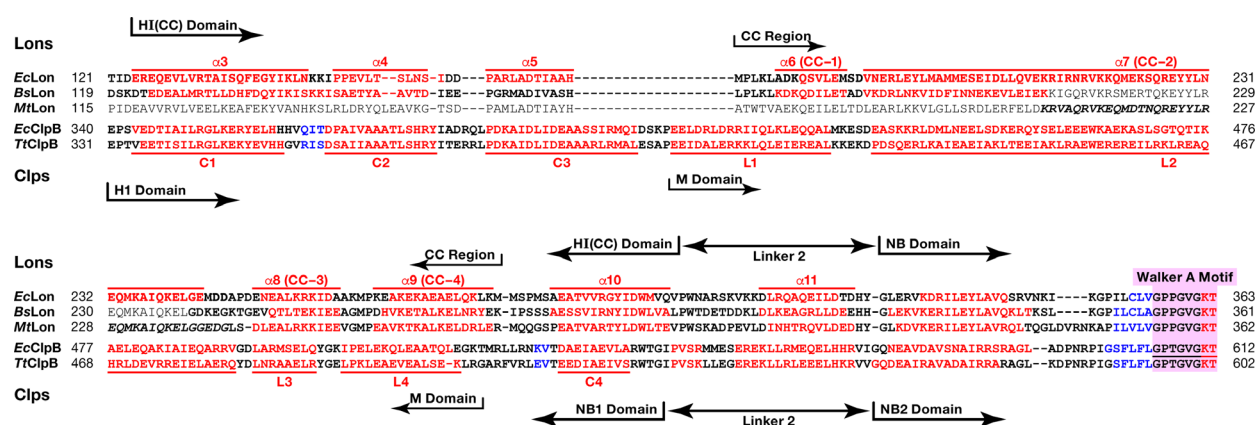 HI(CC) Domain
CC Region
Lons
α3 α4 α5 α6 (CC-1) α7 (CC-2)
EcLon 121 TIDEREQEVLVRTAISQFEGYIKLNKKIPPEVLT--SLNS-IDD--PARLADTIAAH--------------------MPLKLADKQSVLEMSDVNERLEYLMAMMESEIDLLQVEKRIRNRVKKQMEKSQREYYLN 231
BsLon 119 DSKDTEDEALMRTLLDHFDQYIKISKKISAETYA--AVTD-IEE--PGRMADIVASH--------------------LPLKLKDKQDILETADVKDRLNKVIDFINNEKEVLEIEKKIGQRVKRSMERTQKEYYLR 229
MtLon 115 PIDEAVVRVLVEELKEAFEKYVANHKSLRLDRYQLEAVTD-TSD--PAMLADTIAAH--------------------ATWTVAEKQEILELTDLEARLKKVLGLLSRDLERFELDKRVAQRVKEQMDTNQREYYLR 227
EcClpB 340 EPSVEDTIAILRGLKERYELHHHVQITDPAIVAAATLSHRYIADRQLPDKAIDLIDEAASSIRMQIDSKPEELDRLDRRIIQLKLEQQALMKESDEASKKRLDMLNEELSDKERQYSELEEEWKAEKASLSGTQTIK 476
TtClpB 331 EPTVEETISILRGLKEKYEVHHGVRISDSAIIAAATLSHRYITERRLPDKAIDLIDEAAARLRMALESAPEEIDALERKKLQLEIEREALKKEKDPDSQERLKAIEAEIAKLTEEIAKLRAEWEREREILRKLREAQ 467
C1 C2 C3 L1 L2
Clps
H1 Domain
M Domain
HI(CC) Domain Linker 2 NB Domain
CC Region
Lons
Walker A Motif
α8 (CC-3) α9 (CC-4) α10 α11
EcLon 232 EQMKAIQKELGEMDDAPDENEALKRKIDAAKMPKEAKEKAEAELQKLKM-MSPMSAEATVVRGYIDWMVQVPWNARSKVKKDLRQAQEILDTDHY-GLERVKDRILEYLAVQSRVNKI----KGPILCLVGPPGVGKT 363
BsLon 230 EQMKAIQKELGDKEGKTGEVQTLTEKIEEAGMPDHVKETALKELNRYEK-IPSSSAESSVIRNYIDWLVALPWTDETDDKLDLKEAGRLLDEEHH-GLEKVKERILEYLAVQKLTKSL----KGPILCLAGPPGVGKT 361
MtLon 228 EQMKAIQKELGGEDGLS-DLEALRKKIEEVGMPEAVKTKALKELDRLER-MQQGSPEATVARTYLDWLTEVPWSKADPEVLDINHTRQVLDEDHY-GLKDVKERILEYLAVRQLTQGLDVRNKAPILVLVGPPGVGKT 362
EcClpB 477 AELEQAKIAIEQARRVGDLARMSELQYGKIPELEKQLEAATQLEGKTMRLLRNKVTDAEIAEVLARWTGIPVSRMMESEREKLLRMEQELHHRVIGQNEAVDAVSNAIRRSRAGL--ADPNRPIGSFLFLGPTGVGKT 612
TtClpB 468 HRLDEVRREIELAERQYDLNRAAELRYGELPKLEAEVEALSE-KLRGARFVRLEVTEEDIAEIVSRWTGIPVSKLLEGEREKLLRLEEELHKRVVGQDEAIRAVADAIRRARAGL--KDPNRPIGSFLFLGPTGVGKT 602
L3 L4 C4
Clps
M Domain
NB1 Domain Linker 2 NB2 Domain